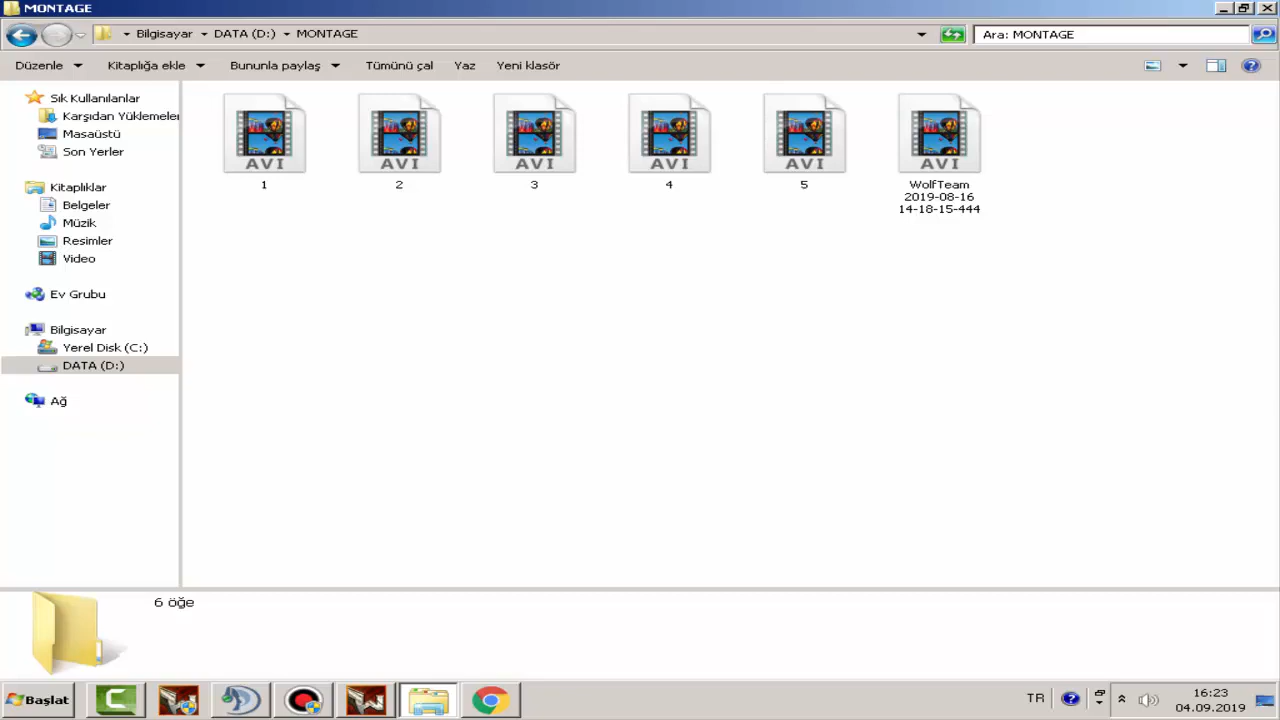 MONTAGE
Bilgisayar DATA (D:) MONTAGE
Ara: MONTAGE
Düzenle Kitaplığa ekle Bununla paylaş Tümünü çal Yaz Yeni klasör
Sık Kullanılanlar
Karşıdan Yüklemeler
Masaüstü
Son Yerler
Kitaplıklar
Belgeler
Müzik
Resimler
Video
Ev Grubu
Bilgisayar
Yerel Disk (C:)
DATA (D:)
Ağ
AVI AVI AVI AVI AVI AVI
1 2 3 4 5 WolfTeam
2019-08-16
14-18-15-444
6 öğe
Başlat
TR
16:23
04.09.2019